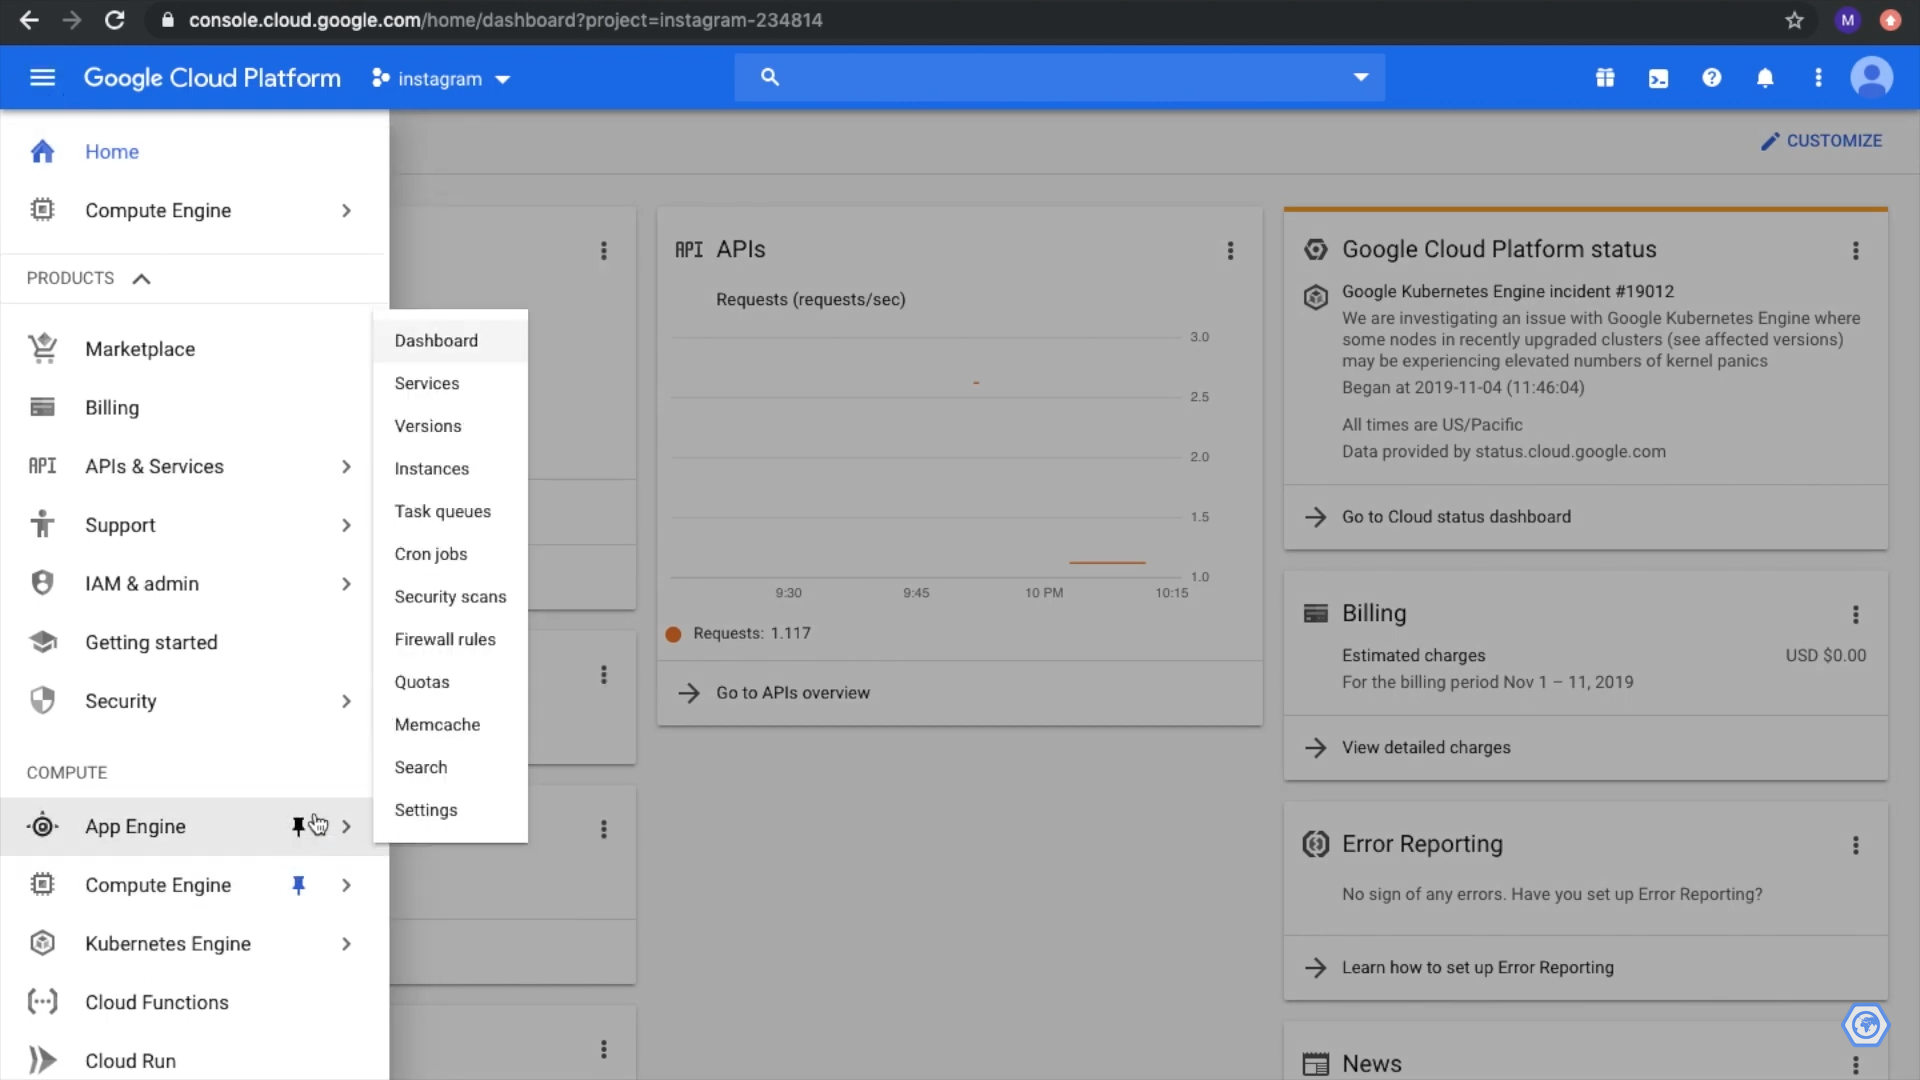 console.cloud.google.com/home/dashboard?project=instagram-234814
M
Google Cloud Platform
instagram
Home
Compute Engine
PRODUCTS
Marketplace
Billing
API
APIs & Services
Support
IAM & admin
Getting started
Security
COMPUTE
App Engine
Compute Engine
Kubernetes Engine
Cloud Functions
Cloud Run
Dashboard
Services
Versions
Instances
Task queues
Cron jobs
Security scans
Firewall rules
Quotas
Memcache
Search
Settings
CUSTOMIZE
API APIs
Requests (requests/sec)
3.0
2.5
2.0
1.5
1.0
9:30
9:45
10 PM
10:15
Requests: 1.117
Go to APIs overview
Google Cloud Platform status
Google Kubernetes Engine incident #19012
We are investigating an issue with Google Kubernetes Engine where
some nodes in recently upgraded clusters (see affected versions)
may be experiencing elevated numbers of kernel panics
Began at 2019-11-04 (11:46:04)
All times are US/Pacific
Data provided by status.cloud.google.com
Go to Cloud status dashboard
Billing
Estimated charges
USD $0.00
For the billing period Nov 1 – 11, 2019
View detailed charges
Error Reporting
No sign of any errors. Have you set up Error Reporting?
Learn how to set up Error Reporting
News